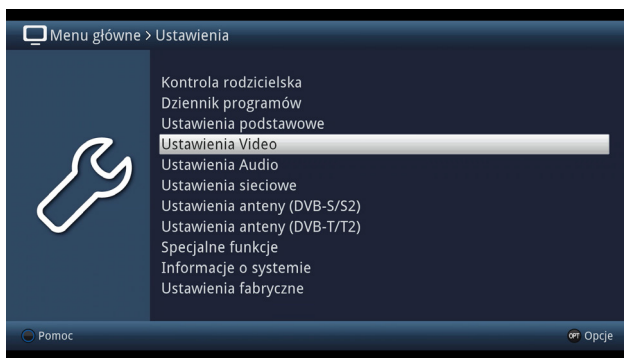 Menu główne > Ustawienia
Kontrola rodzicielska
Dziennik programów
Ustawienia podstawowe
Ustawienia Video
Ustawienia Audio
Ustawienia sieciowe
Ustawienia anteny (DVB-S/S2)
Ustawienia anteny (DVB-T/T2)
Specjalne funkcje
Informacje o systemie
Ustawienia fabryczne
Pomoc OPT Opcje